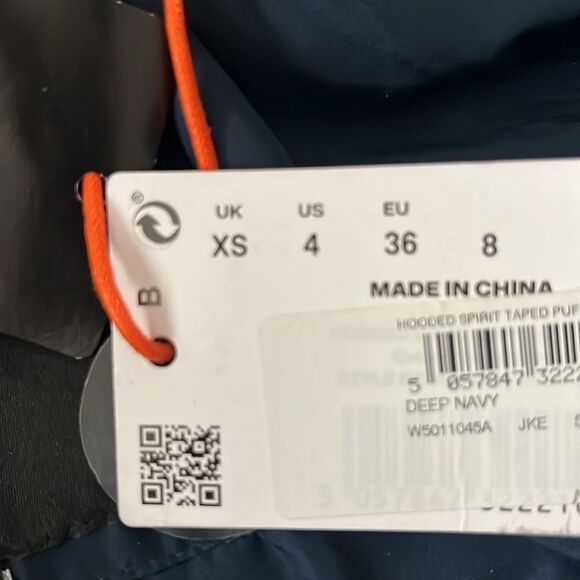 UK US EU
XS 4 36 8
MADE IN CHINA
B
HOODED SPIRIT TAPED PUF
5 057847 3222
DEEP NAVY
W5011045A JKE